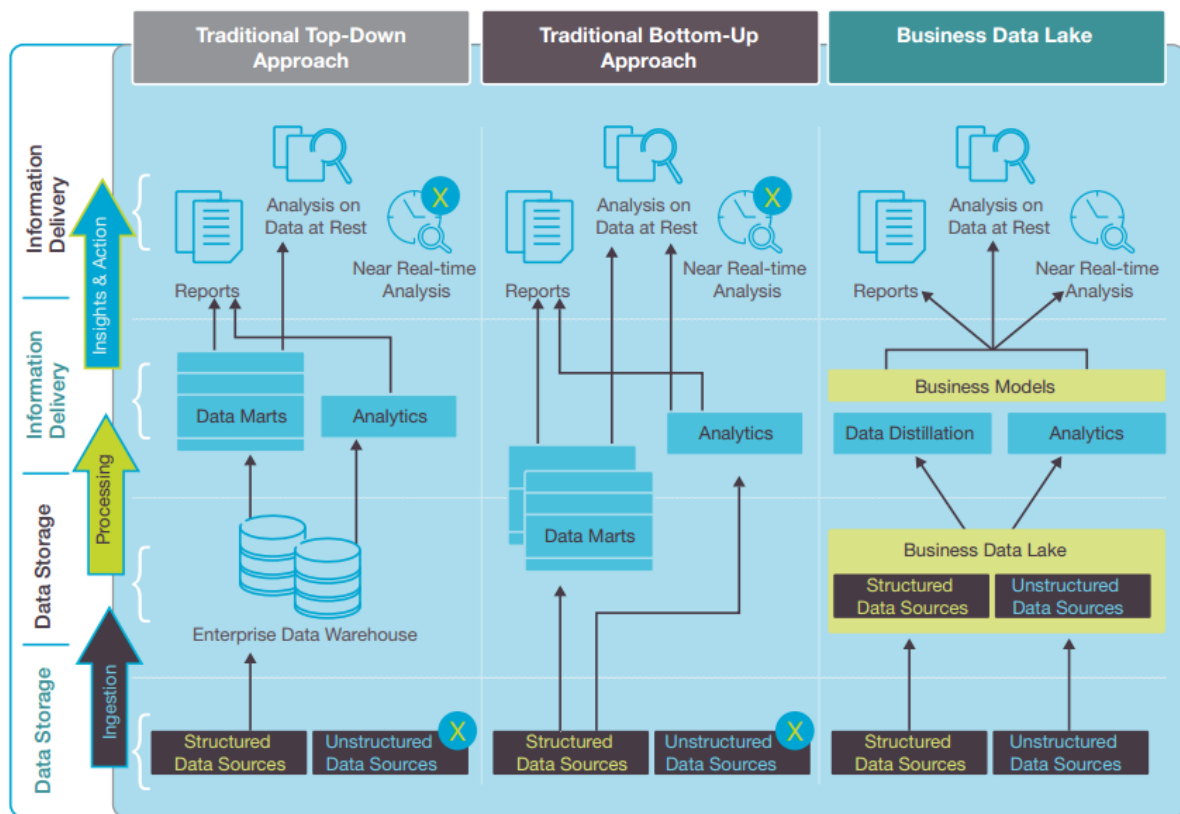 Traditional Top-Down
Approach
Traditional Bottom-Up
Approach
Business Data Lake
Information
Delivery
Information
Delivery
Data Storage
Data Storage
Insights & Action
Processing
Ingestion
Reports
Analysis on
Data at Rest
X
Near Real-time
Analysis
Data Marts
Analytics
Enterprise Data Warehouse
Structured
Data Sources
Unstructured
Data Sources
X
Reports
Analysis on
Data at Rest
X
Near Real-time
Analysis
Analytics
Data Marts
Structured
Data Sources
Unstructured
Data Sources
X
Reports
Analysis on
Data at Rest
Near Real-time
Analysis
Business Models
Data Distillation
Analytics
Business Data Lake
Structured
Data Sources
Unstructured
Data Sources
Structured
Data Sources
Unstructured
Data Sources